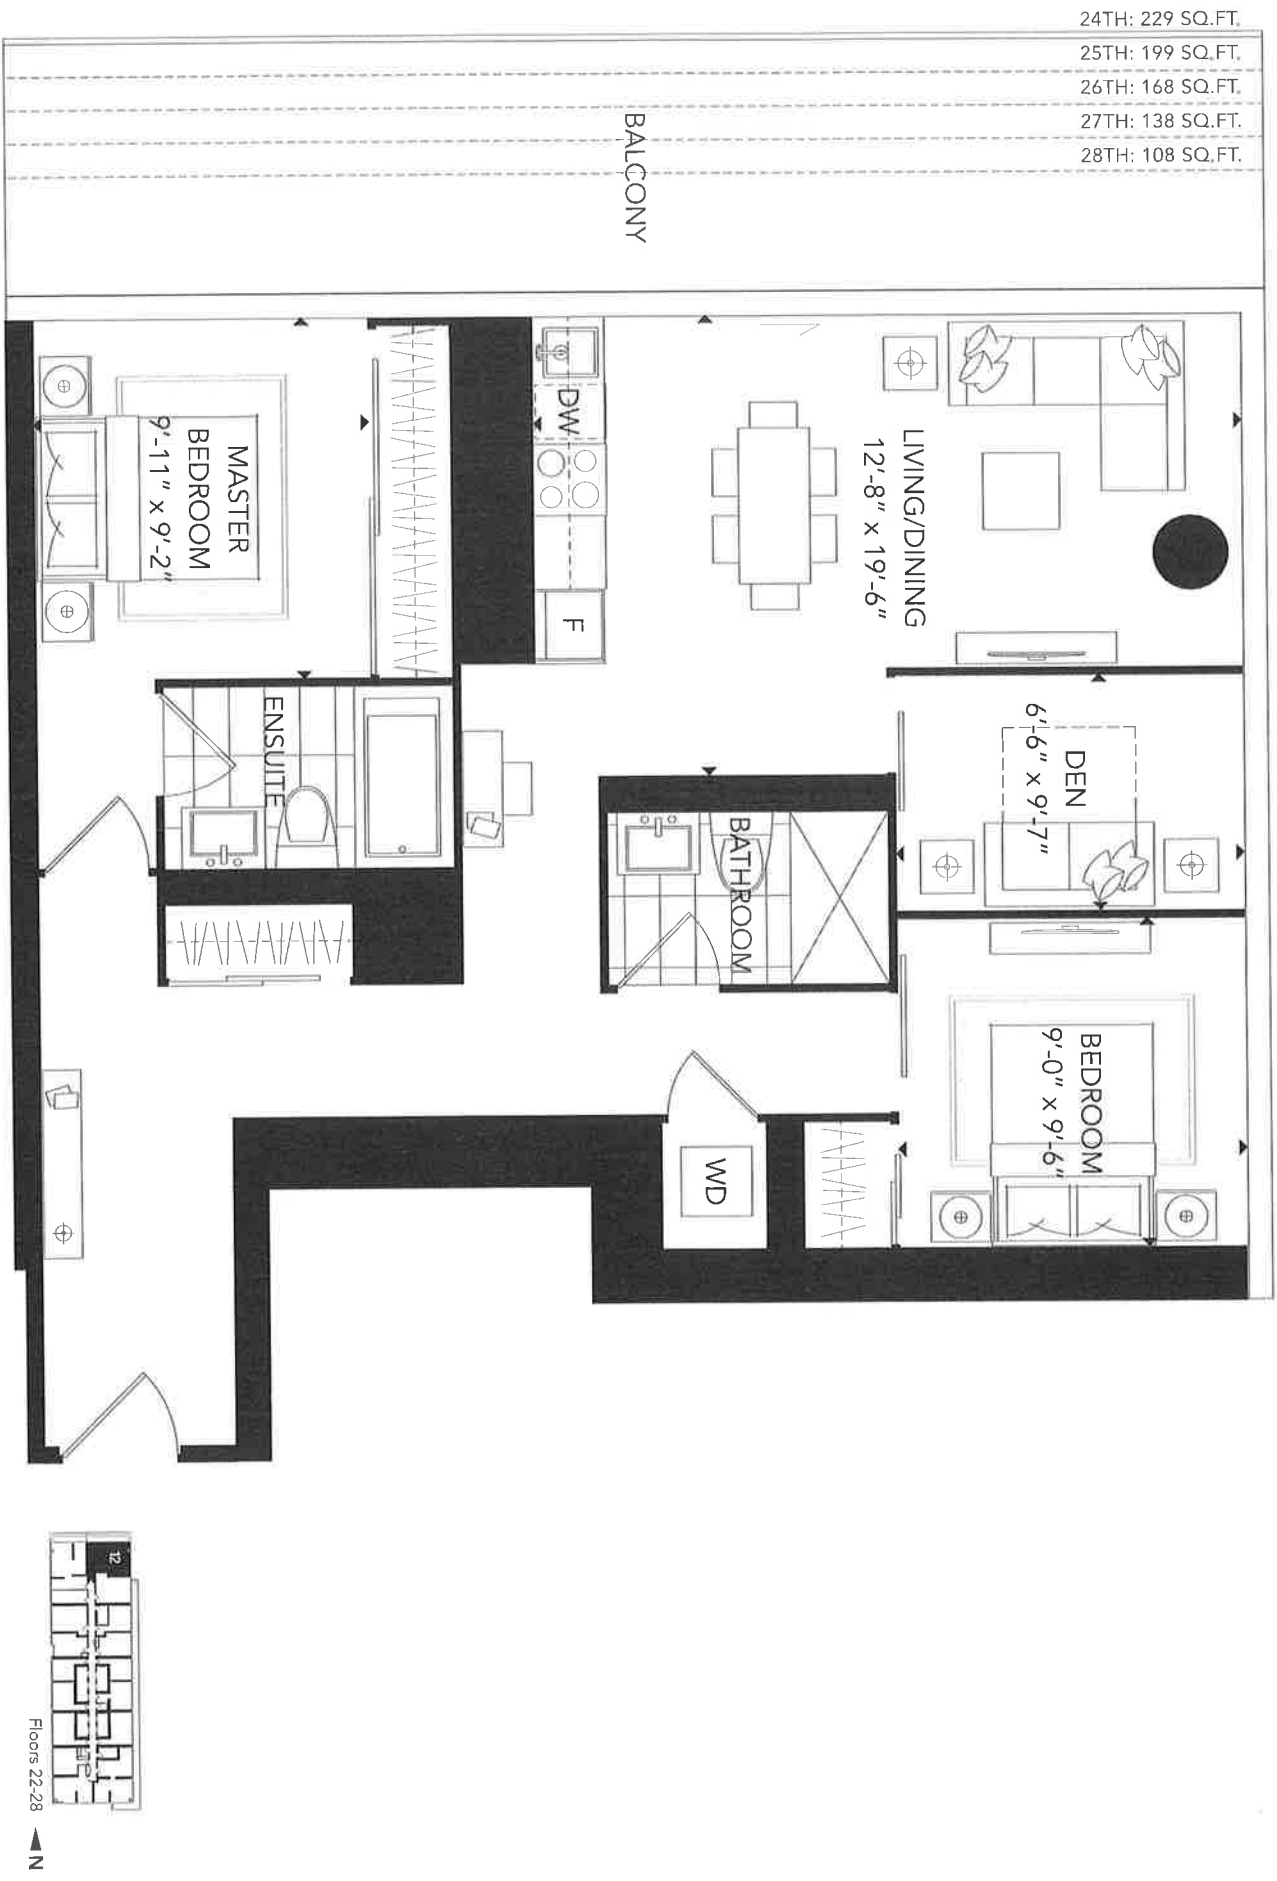 24TH: 229 SQ.FT.
25TH: 199 SQ.FT.
26TH: 168 SQ.FT.
27TH: 138 SQ.FT.
28TH: 108 SQ.FT.
BALCONY
LIVING/DINING
12'-8" x 19'-6"
DW
F
MASTER
BEDROOM
9'-11" x 9'-2"
ENSUITE
DEN
6'-6" x 9'-7"
BATHROOM
BEDROOM
9'-0" x 9'-6"
WD
12
Floors 22-28
N